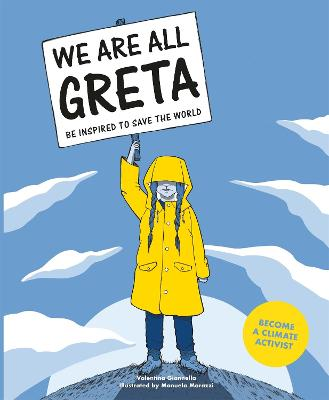 WE ARE ALL
GRETA
BE INSPIRED TO SAVE THE WORLD
BECOME
A CLIMATE
ACTIVIST
Valentina Giannella
Illustrated by Manuela Marazzi